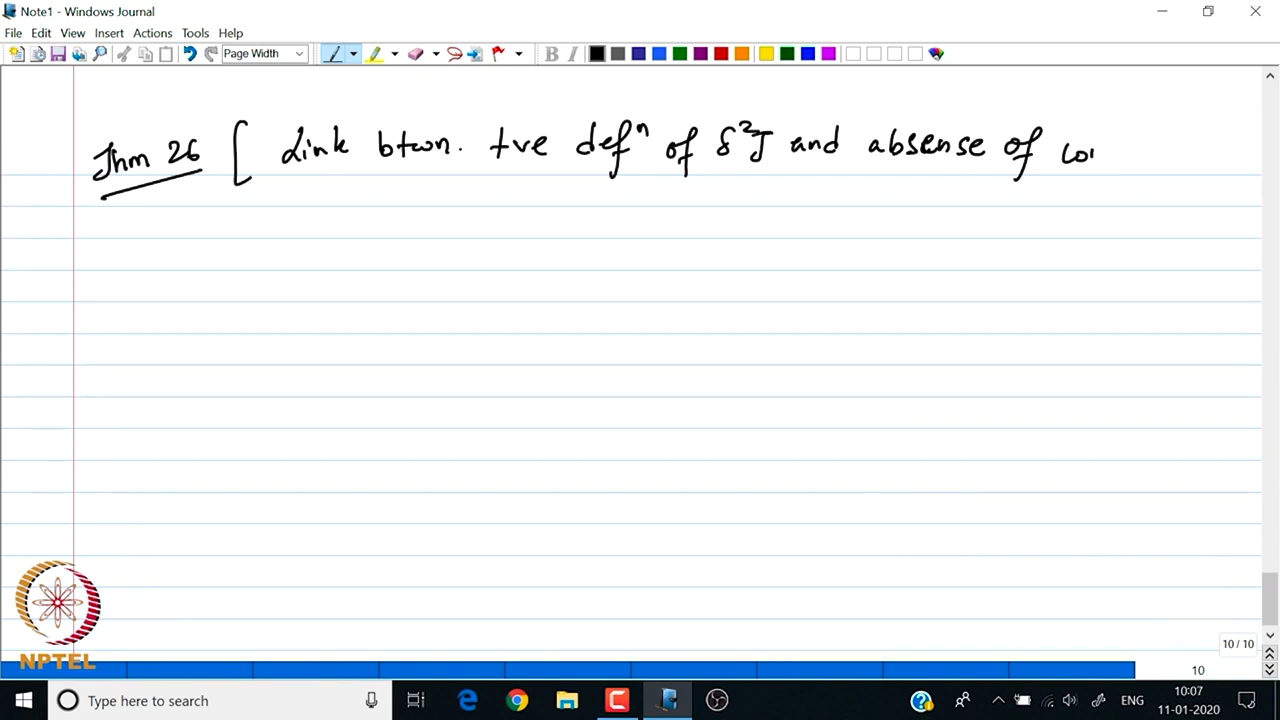 Note1 - Windows Journal
File Edit View Insert Actions Tools Help
Page Width
B I
Thm 26 [ Link btwn. +ve defⁿ of δ²J and absense of con
NPTEL
10 / 10
10
Type here to search
ENG
10:07
11-01-2020